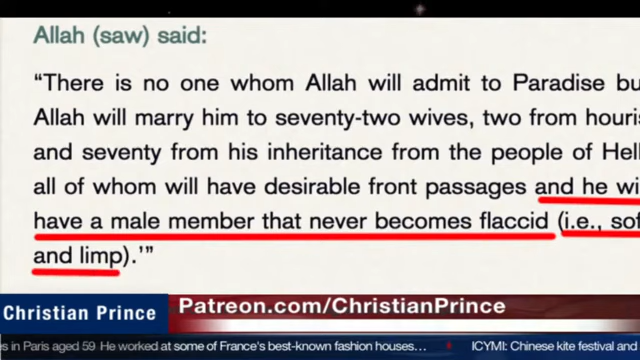 Allah (saw) said:
“There is no one whom Allah will admit to Paradise bu
Allah will marry him to seventy-two wives, two from houris
and seventy from his inheritance from the people of Hell
all of whom will have desirable front passages and he wi
have a male member that never becomes flaccid (i.e., sof
and limp).’”
Christian Prince
Patreon.com/ChristianPrince
es in Paris aged 59 He worked at some of France's best-known fashion houses... ICYMI: Chinese kite festival and